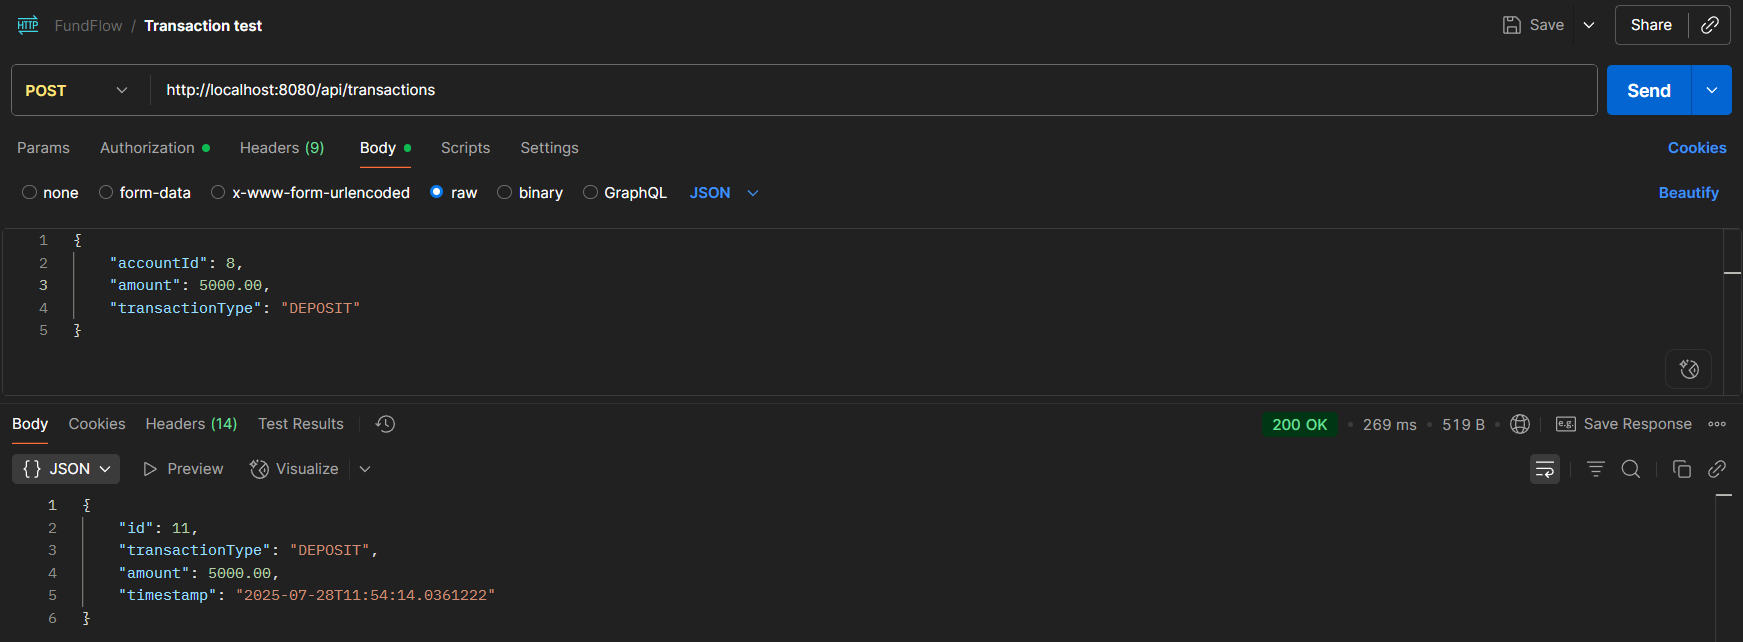 HTTP FundFlow / Transaction test Save Share
POST http://localhost:8080/api/transactions Send
Params Authorization Headers (9) Body Scripts Settings Cookies
none form-data x-www-form-urlencoded raw binary GraphQL JSON Beautify
1 {
2 "accountId": 8,
3 "amount": 5000.00,
4 "transactionType": "DEPOSIT"
5 }
Body Cookies Headers (14) Test Results 200 OK • 269 ms • 519 B • e.g. Save Response
{} JSON Preview Visualize
1 {
2 "id": 11,
3 "transactionType": "DEPOSIT",
4 "amount": 5000.00,
5 "timestamp": "2025-07-28T11:54:14.0361222"
6 }